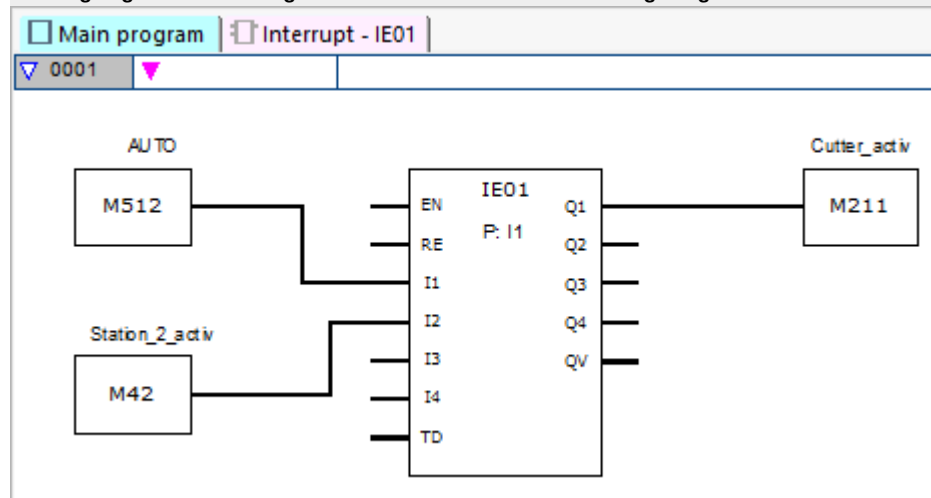 Main program Interrupt - IE01
0001
AUTO
M512
Station_2_activ
M42
IE01
P: I1
EN
RE
I1
I2
I3
I4
TD
Q1
Q2
Q3
Q4
QV
Cutter_activ
M211